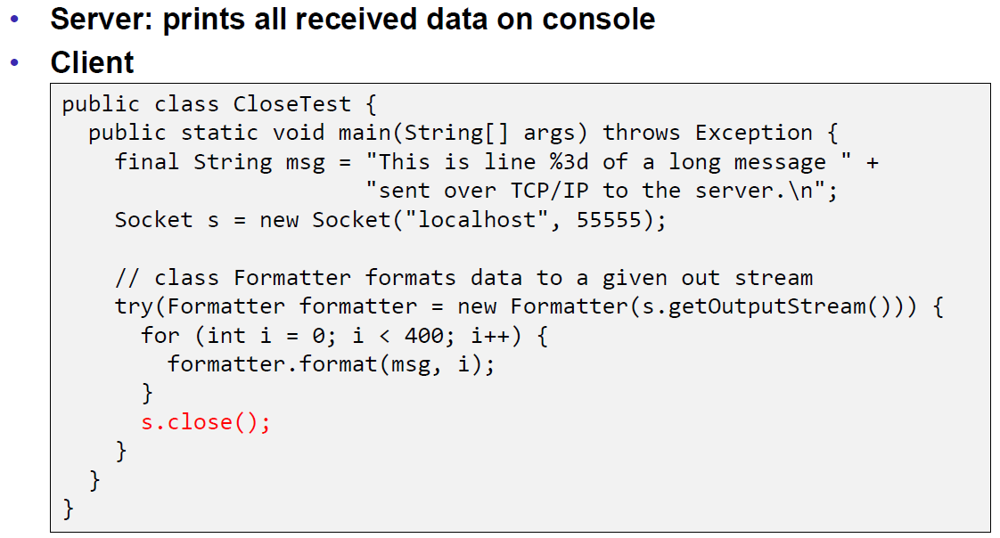 • Server: prints all received data on console
• Client
public class CloseTest {
  public static void main(String[] args) throws Exception {
    final String msg = "This is line %3d of a long message " +
                       "sent over TCP/IP to the server.\n";
    Socket s = new Socket("localhost", 55555);

    // class Formatter formats data to a given out stream
    try(Formatter formatter = new Formatter(s.getOutputStream())) {
      for (int i = 0; i < 400; i++) {
        formatter.format(msg, i);
      }
      s.close();
    }
  }
}